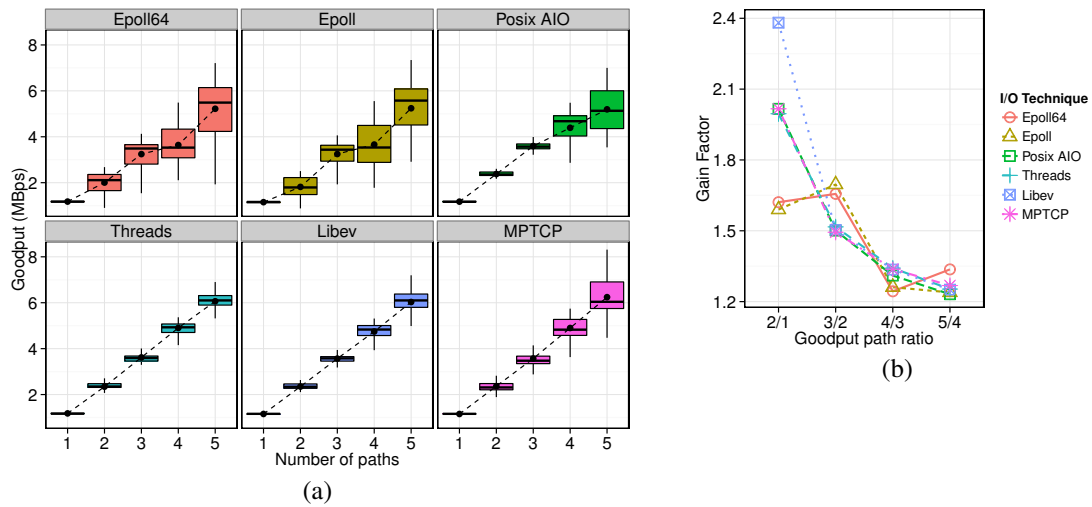 Epoll64
Epoll
Posix AIO
8
6
4
2
Threads
Libev
MPTCP
8
6
4
2
Goodput (MBps)
1 2 3 4 5
1 2 3 4 5
1 2 3 4 5
Number of paths
(a)
2.4
2.1
1.8
1.5
1.2
Gain Factor
2/1 3/2 4/3 5/4
Goodput path ratio
I/O Technique
Epoll64
Epoll
Posix AIO
Threads
Libev
MPTCP
(b)